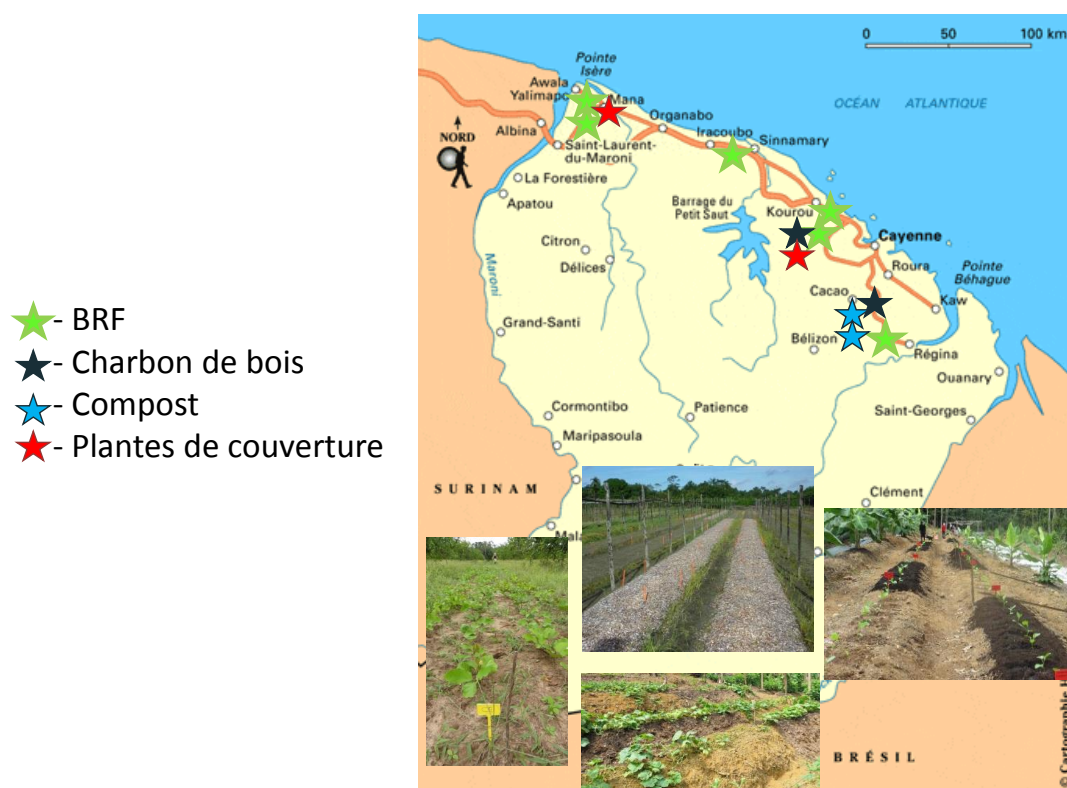 - BRF
- Charbon de bois
- Compost
- Plantes de couverture
0 50 100 km
Pointe
Isère
Awala
Yalimapo
Mana
OCÉAN ATLANTIQUE
Organabo
Albina
Iracoubo
Sinnamary
NORD
Saint-Laurent-
du-Maroni
La Forestière
Apatou
Barrage du
Petit Saut
Kourou
Cayenne
Citron
Délices
Maroni
Roura
Pointe
Béhague
Cacao
Kaw
Grand-Santi
Bélizon
Régina
Ouanary
Cormontibo
Patience
Saint-Georges
Maripasoula
SURINAM
Clément
BRÉSIL